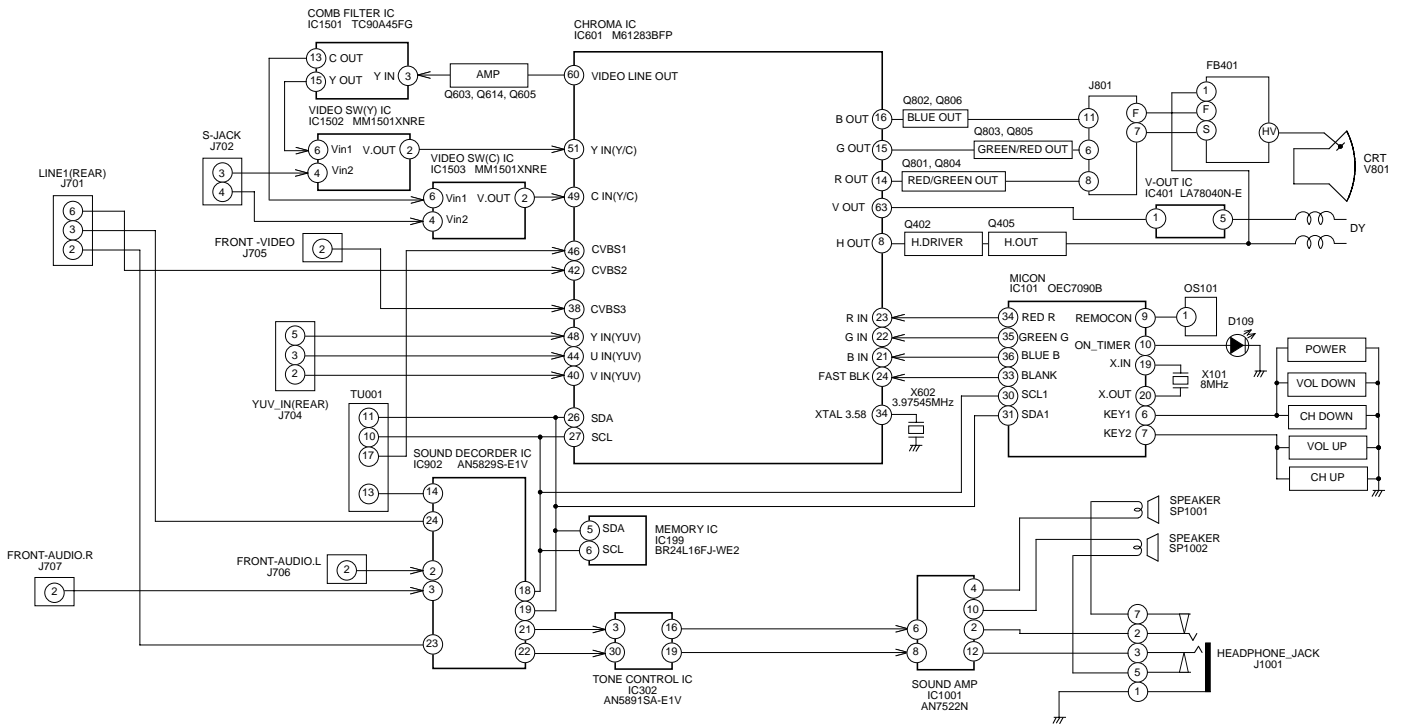 COMB FILTER IC
IC1501 TC90A45FG
13 C OUT
15 Y OUT
Y IN 3
AMP
Q603, Q614, Q605
VIDEO SW(Y) IC
IC1502 MM1501XNRE
6 Vin1
V.OUT 2
4 Vin2
VIDEO SW(C) IC
IC1503 MM1501XNRE
6 Vin1
V.OUT 2
4 Vin2
S-JACK
J702
3
4
LINE1(REAR)
J701
6
3
2
FRONT -VIDEO
J705
2
YUV_IN(REAR)
J704
5
3
2
TU001
11
10
17
13
CHROMA IC
IC601 M61283BFP
60 VIDEO LINE OUT
51 Y IN(Y/C)
49 C IN(Y/C)
46 CVBS1
42 CVBS2
38 CVBS3
48 Y IN(YUV)
44 U IN(YUV)
40 V IN(YUV)
26 SDA
27 SCL
B OUT 16
G OUT 15
R OUT 14
V OUT 63
H OUT 8
R IN 23
G IN 22
B IN 21
FAST BLK 24
XTAL 3.58 34
Q802, Q806
BLUE OUT
Q803, Q805
GREEN/RED OUT
Q801, Q804
RED/GREEN OUT
Q402
H.DRIVER
Q405
H.OUT
J801
11
6
8
F
7
FB401
1
F
S
HV
CRT
V801
V-OUT IC
IC401 LA78040N-E
1
5
DY
X602
3.97545MHz
MICON
IC101 OEC7090B
34 RED R
35 GREEN G
36 BLUE B
33 BLANK
30 SCL1
31 SDA1
REMOCON 9
ON_TIMER 10
X.IN 19
X.OUT 20
KEY1 6
KEY2 7
OS101
1
D109
X101
8MHz
POWER
VOL DOWN
CH DOWN
VOL UP
CH UP
SOUND DECORDER IC
IC902 AN5829S-E1V
14
24
2
3
23
18
19
21
22
FRONT-AUDIO.R
J707
2
FRONT-AUDIO.L
J706
2
5 SDA
6 SCL
MEMORY IC
IC199
BR24L16FJ-WE2
3
30
16
19
TONE CONTROL IC
IC302
AN5891SA-E1V
6
8
4
10
2
12
SOUND AMP
IC1001
AN7522N
SPEAKER
SP1001
SPEAKER
SP1002
7
2
3
5
1
HEADPHONE_JACK
J1001